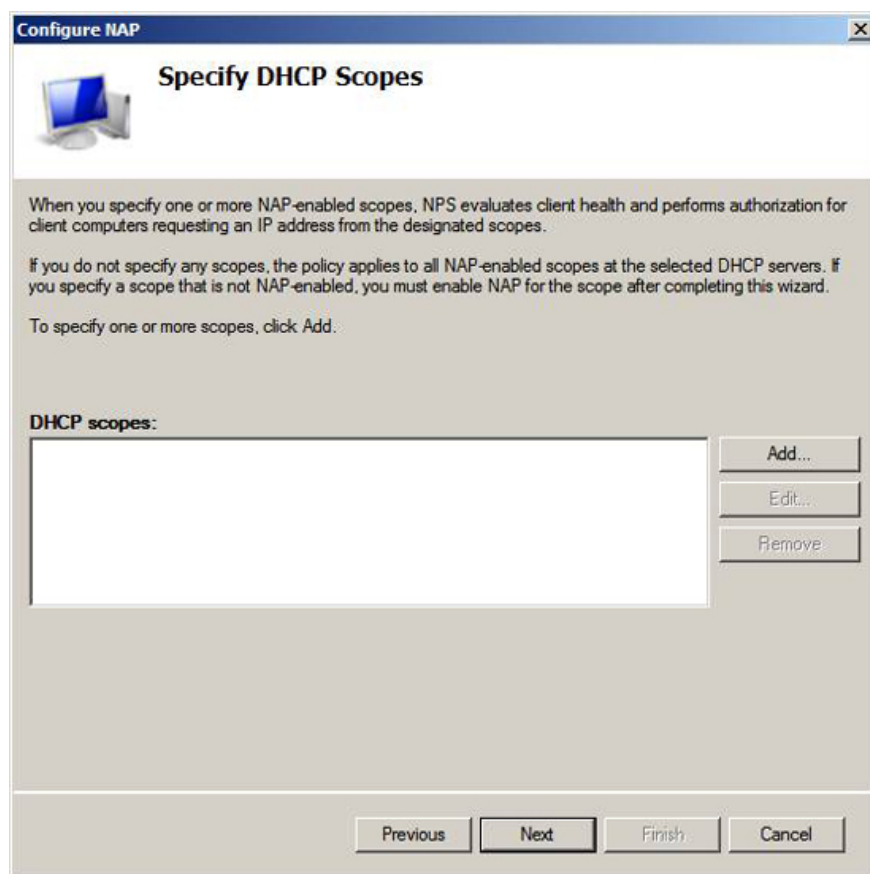 Configure NAP
Specify DHCP Scopes
When you specify one or more NAP-enabled scopes, NPS evaluates client health and performs authorization for
client computers requesting an IP address from the designated scopes.
If you do not specify any scopes, the policy applies to all NAP-enabled scopes at the selected DHCP servers. If
you specify a scope that is not NAP-enabled, you must enable NAP for the scope after completing this wizard.
To specify one or more scopes, click Add.
DHCP scopes:
Add...
Edit...
Remove
Previous
Next
Finish
Cancel